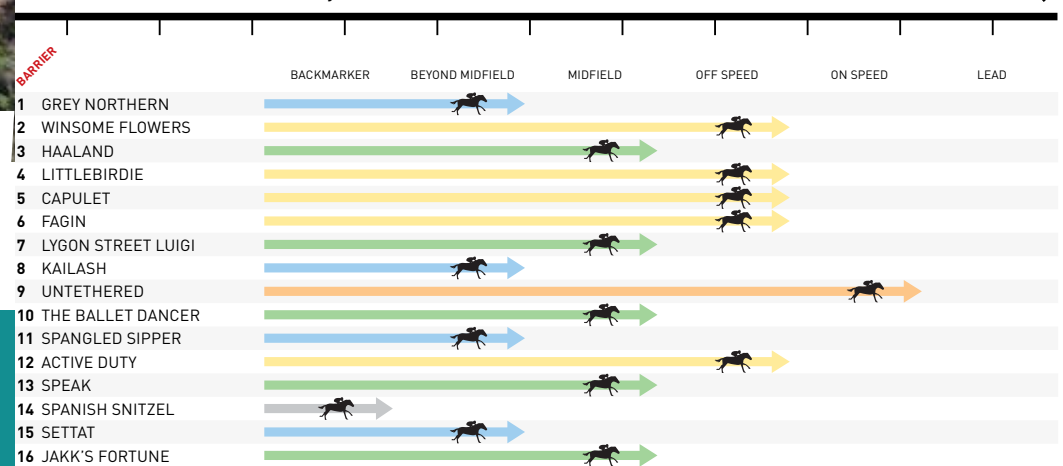 BARRIER
BACKMARKER BEYOND MIDFIELD MIDFIELD OFF SPEED ON SPEED LEAD
1 GREY NORTHERN
2 WINSOME FLOWERS
3 HAALAND
4 LITTLEBIRDIE
5 CAPULET
6 FAGIN
7 LYGON STREET LUIGI
8 KAILASH
9 UNTETHERED
10 THE BALLET DANCER
11 SPANGLED SIPPER
12 ACTIVE DUTY
13 SPEAK
14 SPANISH SNITZEL
15 SETTAT
16 JAKK'S FORTUNE